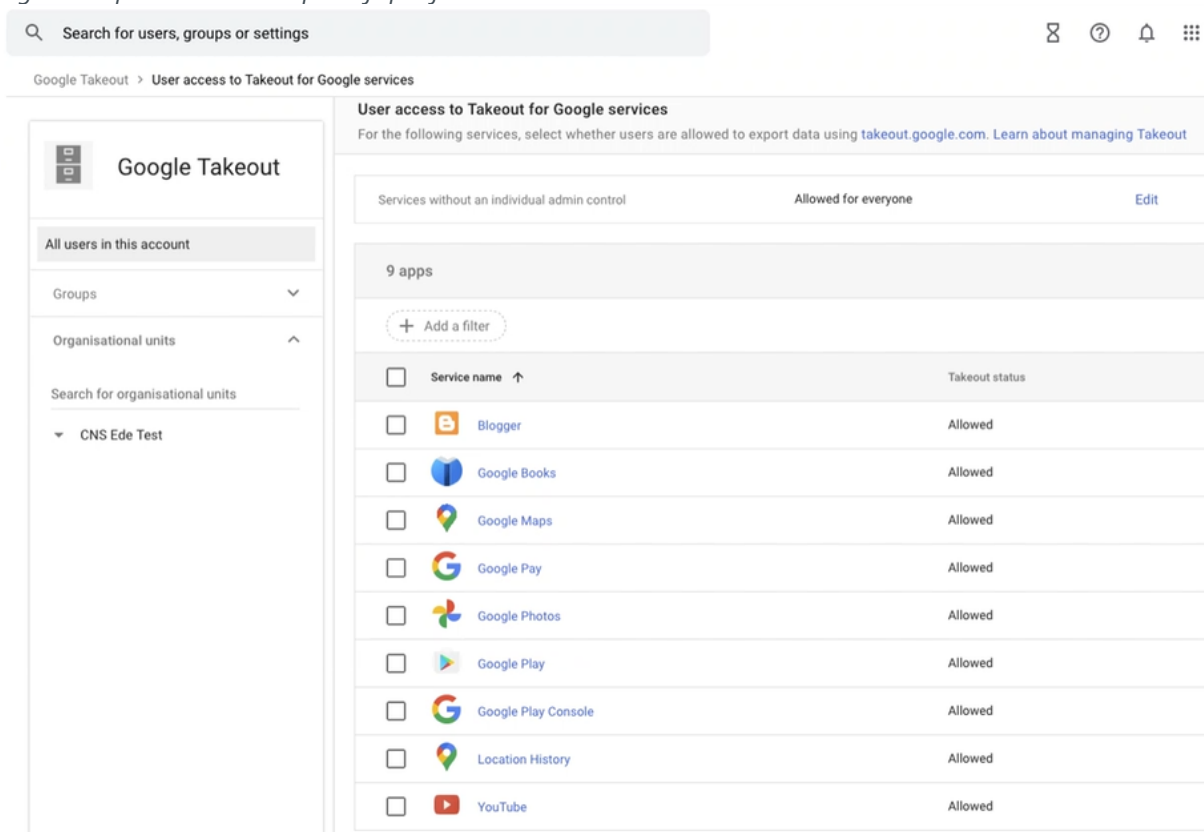 Search for users, groups or settings
Google Takeout > User access to Takeout for Google services
Google Takeout
All users in this account
Groups
Organisational units
Search for organisational units
CNS Ede Test
User access to Takeout for Google services
For the following services, select whether users are allowed to export data using takeout.google.com. Learn about managing Takeout
Services without an individual admin control Allowed for everyone Edit
9 apps
+ Add a filter
Service name ↑ Takeout status
Blogger Allowed
Google Books Allowed
Google Maps Allowed
Google Pay Allowed
Google Photos Allowed
Google Play Allowed
Google Play Console Allowed
Location History Allowed
YouTube Allowed